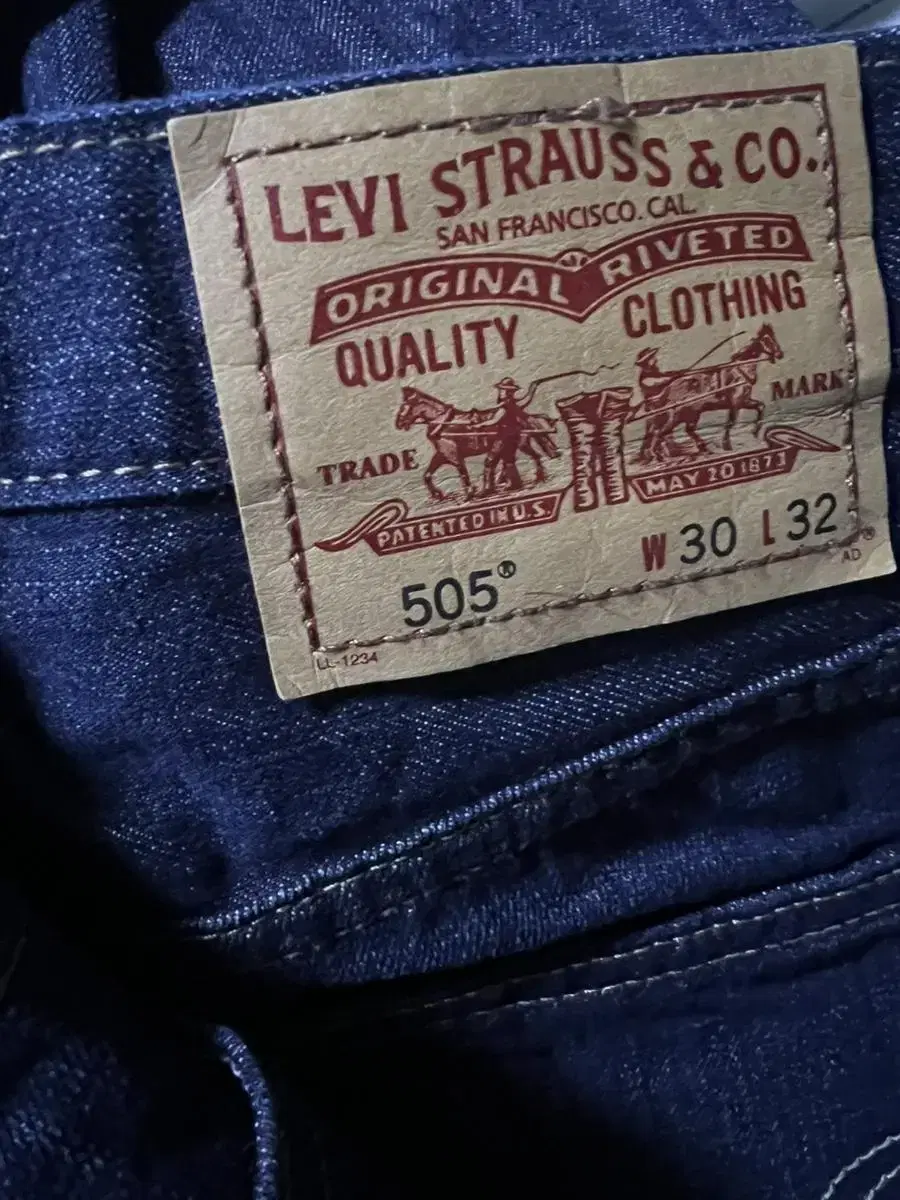 LEVI STRAUSS & CO.
SAN FRANCISCO. CAL.
ORIGINAL RIVETED
QUALITY CLOTHING
TRADE MARK
PATENTED IN U.S. MAY 20 1873
505® W 30 L 32
AD®
LL-1234